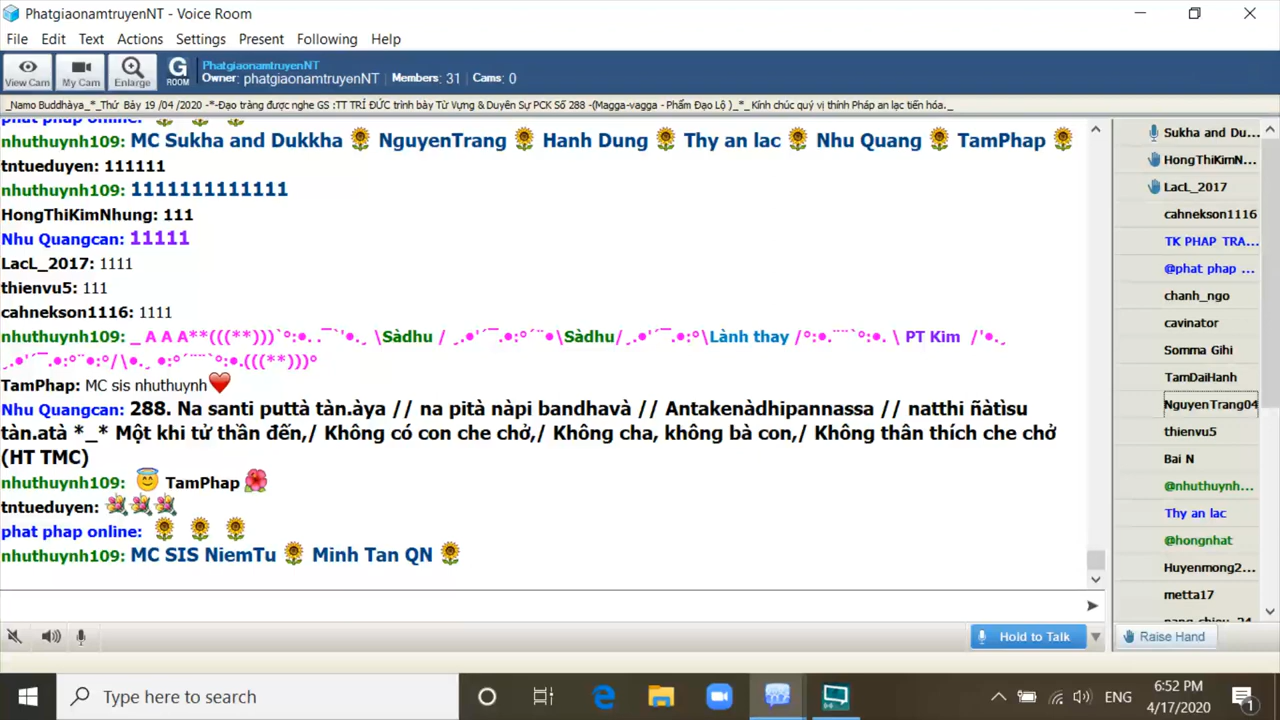 PhatgiaonamtruyenNT - Voice Room
File Edit Text Actions Settings Present Following Help
View Cam My Cam Enlarge G ROOM
PhatgiaonamtruyenNT
Owner: phatgiaonamtruyenNT Members: 31 Cams: 0
_Namo Buddhàya_*_Thứ Bảy 19 /04 /2020 -*-Đạo tràng được nghe GS :TT TRÍ ĐỨC trình bày Từ Vựng & Duyên Sự PCK Số 288 -(Magga-vagga - Phẩm Đạo Lộ )_*_ Kính chúc quý vị thính Pháp an lạc tiến hóa._
phat phap online:
nhuthuynh109: MC Sukha and Dukkha NguyenTrang Hanh Dung Thy an lac Nhu Quang TamPhap
tntueduyen: 111111
nhuthuynh109: 1111111111111
HongThiKimNhung: 111
Nhu Quangcan: 11111
LacL_2017: 1111
thienvu5: 111
cahnekson1116: 1111
nhuthuynh109: _ A A A**(((**)))`°:•. .¯`'•.¸ \Sàdhu / ¸.•'´¯.•:°´¨•\Sàdhu/¸.•'´¯.•:°\Lành thay /°:•.¨¨`°:•. \ PT Kim /'•.¸
¸.•'´¯.•:°¨•:°/\•.¸ •:°´¨¨`°:•.(((**)))°
TamPhap: MC sis nhuthuynh
Nhu Quangcan: 288. Na santi puttà tàn.àya // na pità nàpi bandhavà // Antakenàdhipannassa // natthi ñàtìsu
tàn.atà *_* Một khi tử thần đến,/ Không có con che chở,/ Không cha, không bà con,/ Không thân thích che chở
(HT TMC)
nhuthuynh109: TamPhap
tntueduyen:
phat phap online:
nhuthuynh109: MC SIS NiemTu Minh Tan QN
Hold to Talk
Sukha and Du...
HongThiKimN...
LacL_2017
cahnekson1116
TK PHAP TRA...
@phat phap ...
chanh_ngo
cavinator
Somma Gihi
TamDaiHanh
NguyenTrang04
thienvu5
Bai N
@nhuthuynh...
Thy an lac
@hongnhat
Huyenmong2...
metta17
Raise Hand
Type here to search
ENG
6:52 PM
4/17/2020
1